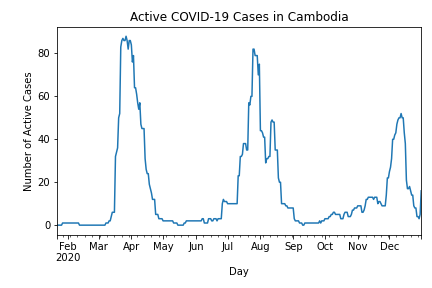 Active COVID-19 Cases in Cambodia
80
60
40
20
0
Number of Active Cases
Feb Mar Apr May Jun Jul Aug Sep Oct Nov Dec
2020
Day